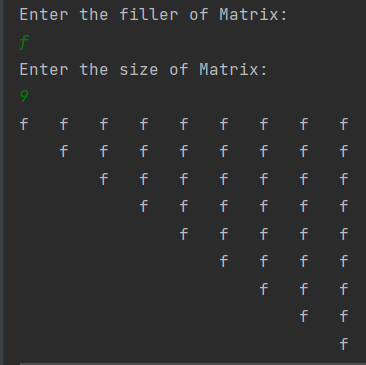 Enter the filler of Matrix:
f
Enter the size of Matrix:
9
f   f   f   f   f   f   f   f   f
    f   f   f   f   f   f   f   f
        f   f   f   f   f   f   f
            f   f   f   f   f   f
                f   f   f   f   f
                    f   f   f   f
                        f   f   f
                            f   f
                                f